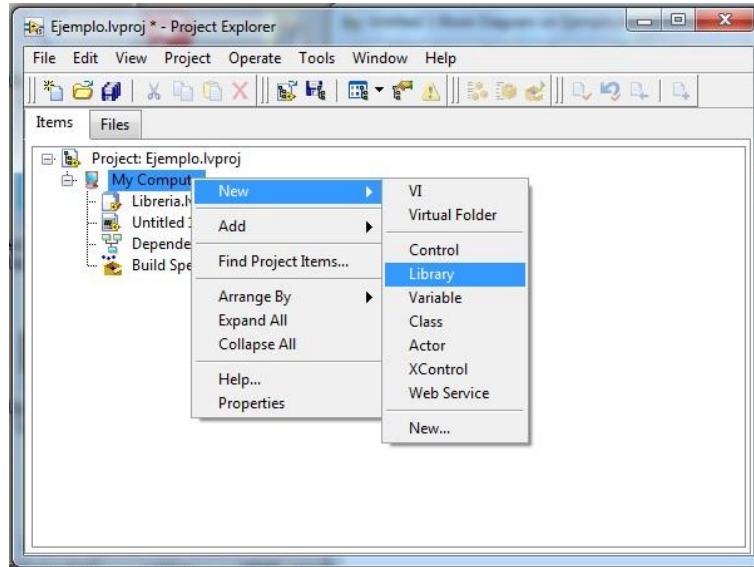 Ejemplo.lvproj * - Project Explorer
File Edit View Project Operate Tools Window Help
Items Files
Project: Ejemplo.lvproj
My Comput
Libreria.lv
Untitled
Depende
Build Spe
New
Add
Find Project Items...
Arrange By
Expand All
Collapse All
Help...
Properties
VI
Virtual Folder
Control
Library
Variable
Class
Actor
XControl
Web Service
New...